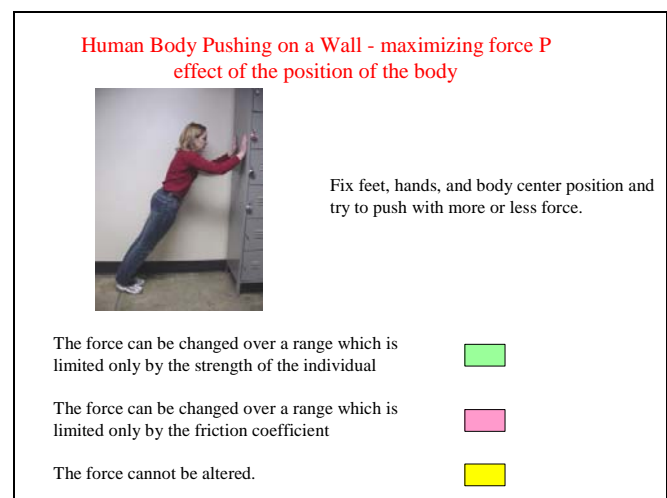 Human Body Pushing on a Wall - maximizing force P
effect of the position of the body
Fix feet, hands, and body center position and
try to push with more or less force.
The force can be changed over a range which is
limited only by the strength of the individual
The force can be changed over a range which is
limited only by the friction coefficient
The force cannot be altered.